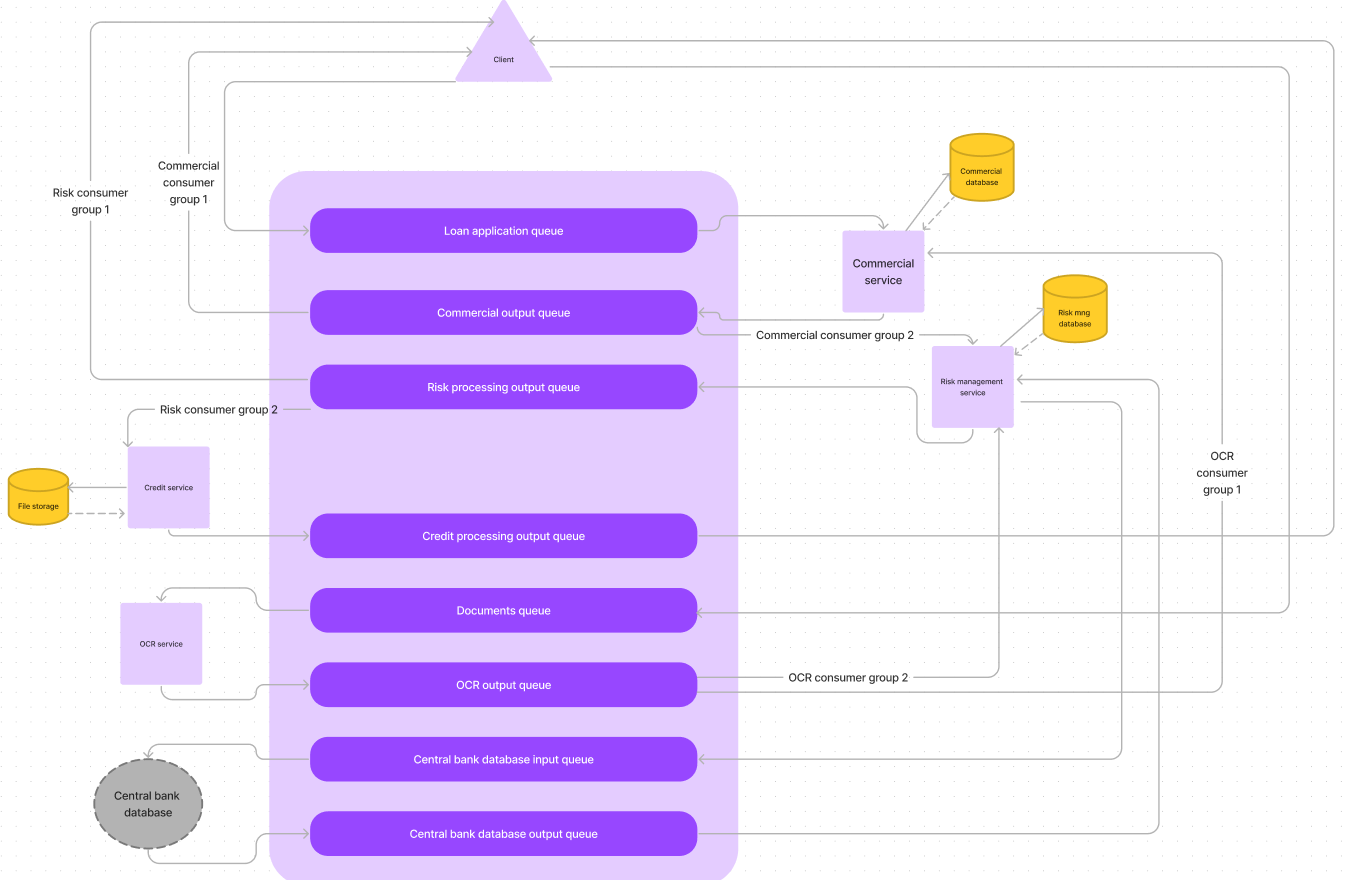 Client
Commercial
consumer
group 1
Risk consumer
group 1
Commercial
database
Loan application queue
Commercial
service
Commercial output queue
Risk mng
database
Commercial consumer group 2
Risk processing output queue
Risk management
service
Risk consumer group 2
OCR
consumer
group 1
Credit service
File storage
Credit processing output queue
Documents queue
OCR service
OCR consumer group 2
OCR output queue
Central bank database input queue
Central bank
database
Central bank database output queue